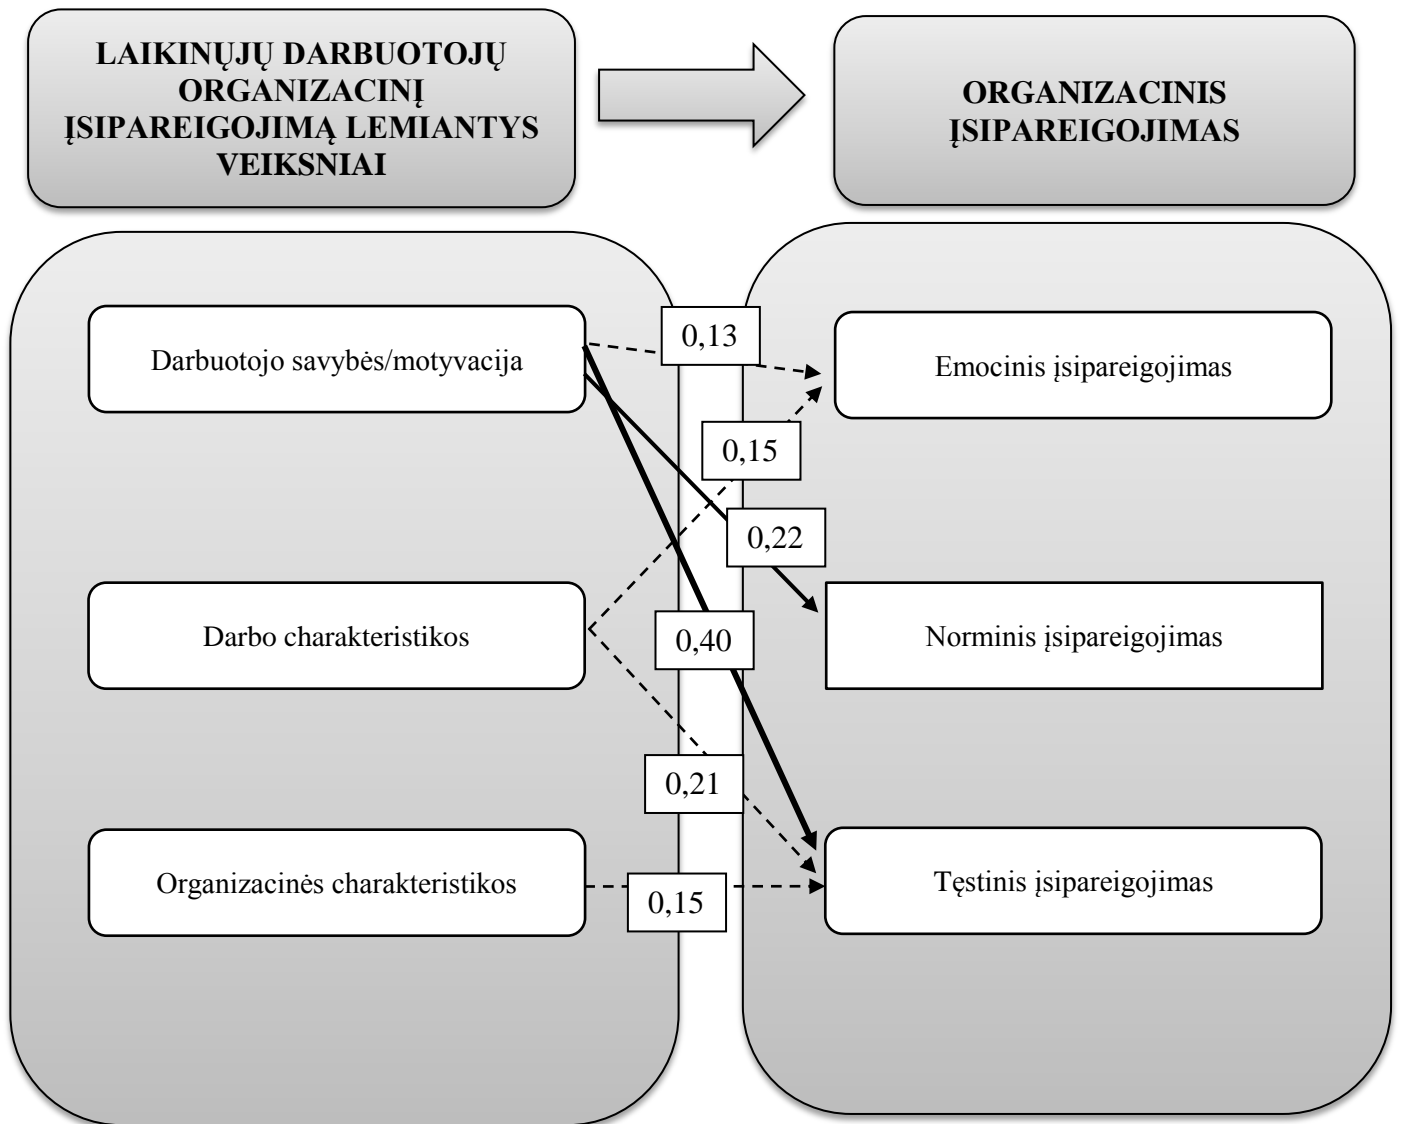 LAIKINŲJŲ DARBUOTOJŲ
ORGANIZACINĮ
ĮSIPAREIGOJIMĄ LEMIANTYS
VEIKSNIAI
ORGANIZACINIS
ĮSIPAREIGOJIMAS
Darbuotojo savybės/motyvacija
0,13
Emocinis įsipareigojimas
0,15
0,22
Darbo charakteristikos
0,40
Norminis įsipareigojimas
0,21
Organizacinės charakteristikos
0,15
Tęstinis įsipareigojimas